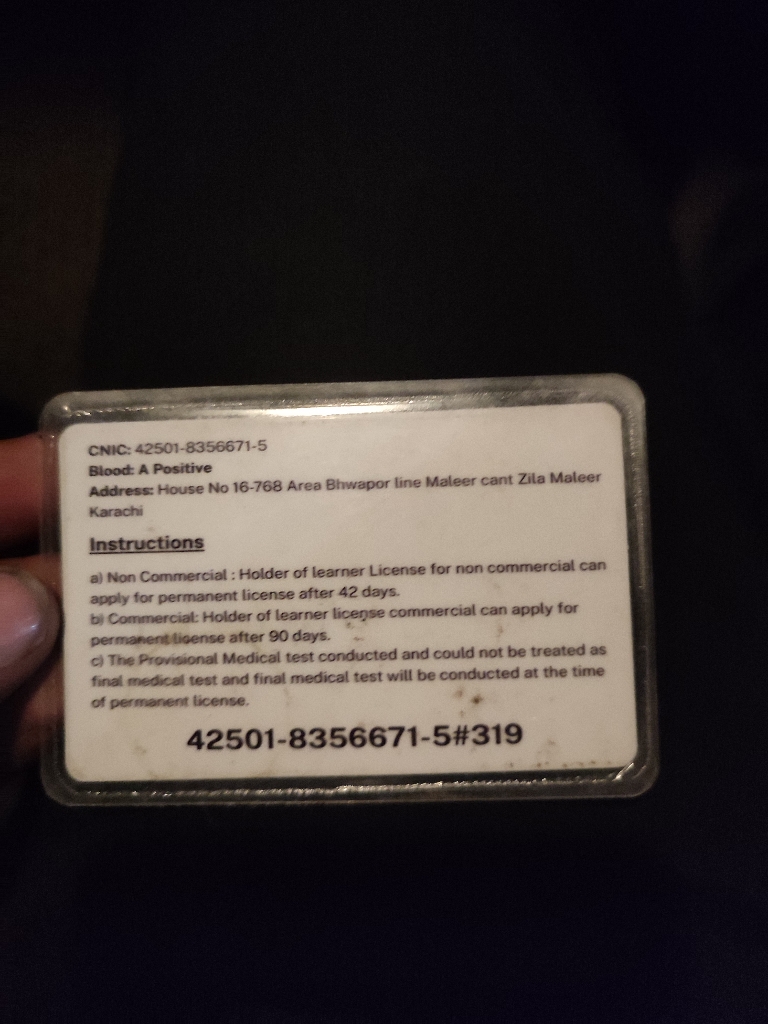 CNIC: 42501-8356671-5
Blood: A Positive
Address: House No 16-768 Area Bhwapor line Maleer cant Zila Maleer
Karachi
Instructions
a) Non Commercial : Holder of learner License for non commercial can
apply for permanent license after 42 days.
b) Commercial: Holder of learner license commercial can apply for
permanent license after 90 days.
c) The Provisional Medical test conducted and could not be treated as
final medical test and final medical test will be conducted at the time
of permanent license.
42501-8356671-5#319